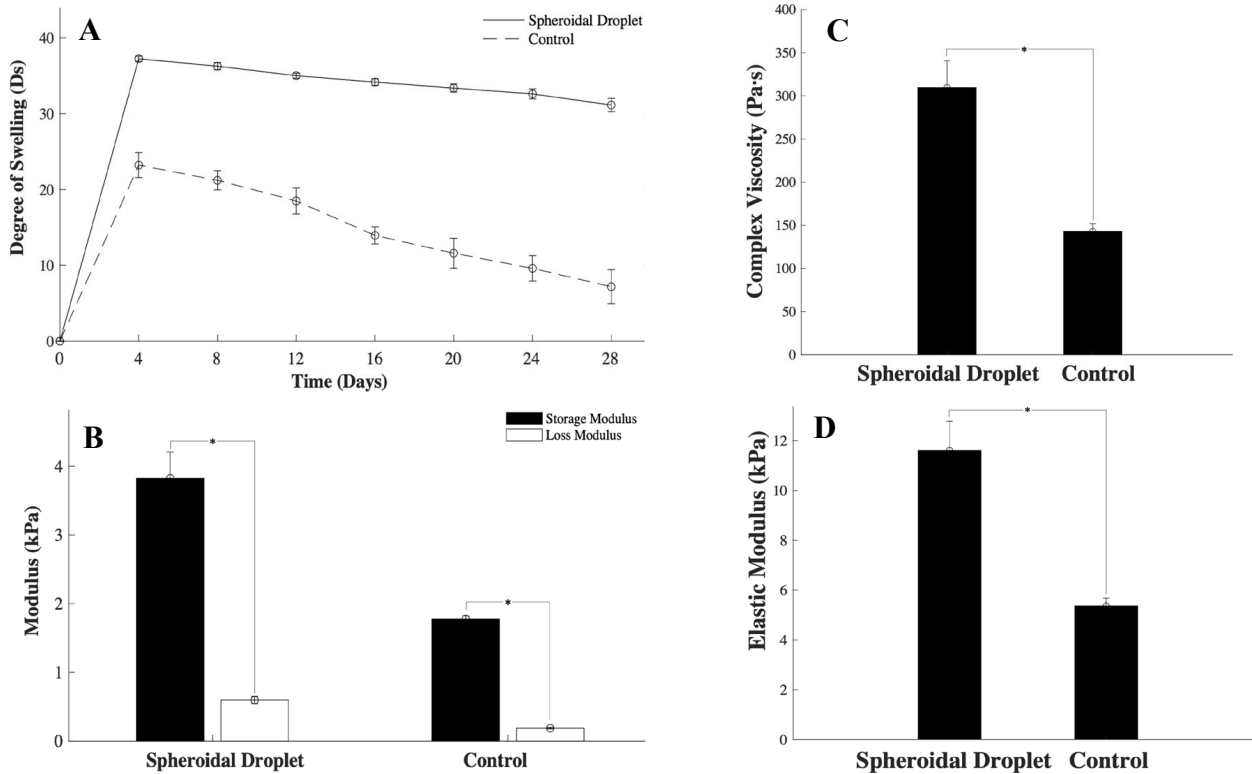 A
Spheroidal Droplet
Control
Degree of Swelling (Ds)
40
30
20
10
0
0 4 8 12 16 20 24 28
Time (Days)
B
Storage Modulus
Loss Modulus
*
*
Modulus (kPa)
4
3
2
1
0
Spheroidal Droplet Control
C
*
Complex Viscosity (Pa·s)
400
350
300
250
200
150
300
50
0
Spheroidal Droplet Control
D
*
Elastic Modulus (kPa)
12
10
8
6
4
2
0
Spheroidal Droplet Control